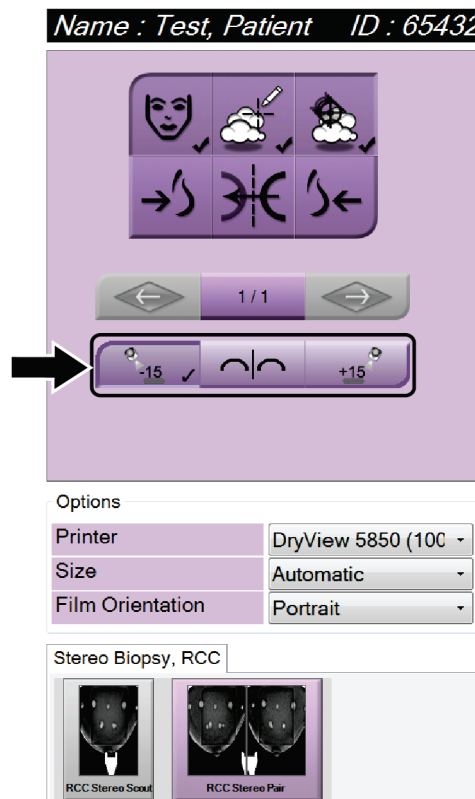 Name : Test, Patient ID : 65432
1 / 1
-15 +15
Options
Printer DryView 5850 (100
Size Automatic
Film Orientation Portrait
Stereo Biopsy, RCC
RCC Stereo Scout RCC Stereo Pair